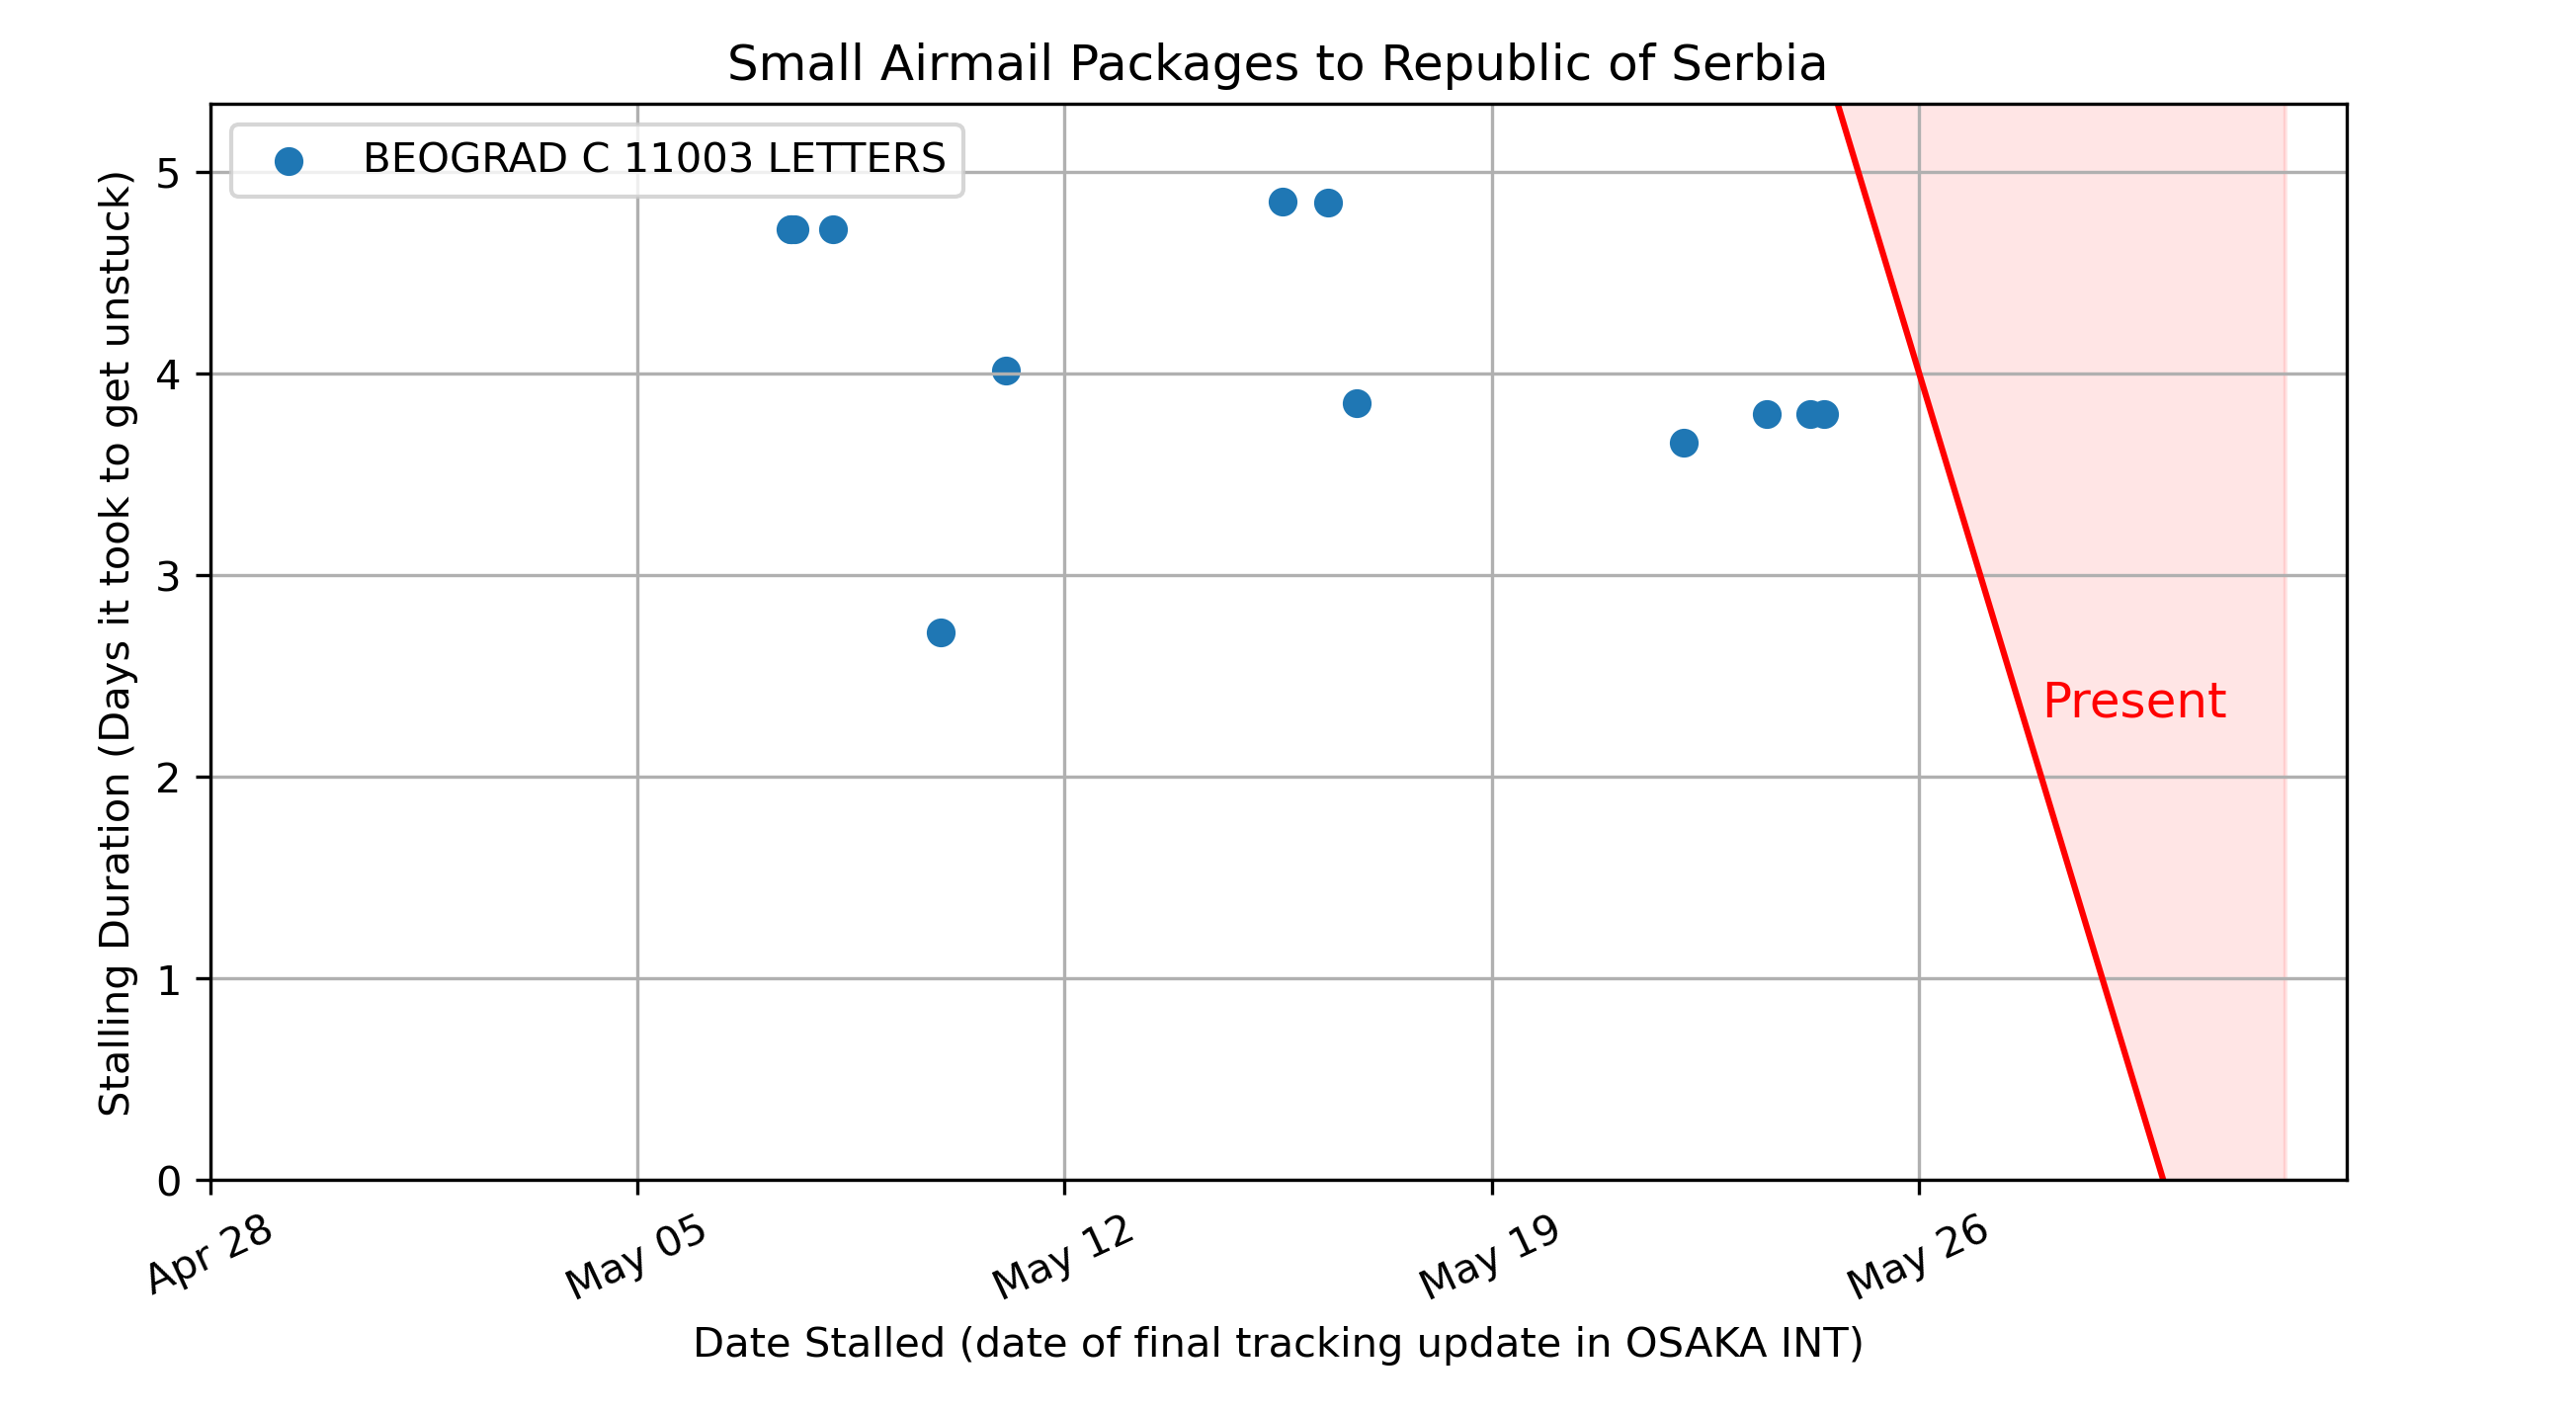 Small Airmail Packages to Republic of Serbia
BEOGRAD C 11003 LETTERS
Stalling Duration (Days it took to get unstuck)
5
4
3
2
1
0
Present
Apr 28
May 05
May 12
May 19
May 26
Date Stalled (date of final tracking update in OSAKA INT)